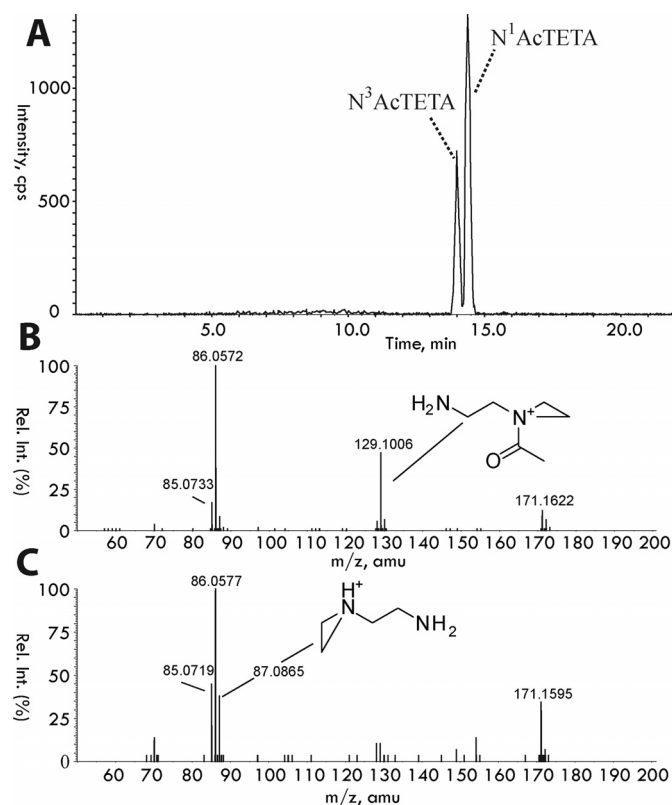 A
N³AcTETA
N¹AcTETA
Intensity, cps
1000
500
0
5.0 10.0 15.0 20.0
Time, min
B
86.0572
Rel. Int. (%)
100
75
50
25
0
85.0733
129.1006
171.1622
H₂N
N⁺
O
60 70 80 90 100 110 120 130 140 150 160 170 180 190 200
m/z, amu
C
86.0577
Rel. Int. (%)
100
75
50
25
0
85.0719
87.0865
171.1595
H⁺
N
NH₂
60 70 80 90 100 110 120 130 140 150 160 170 180 190 200
m/z, amu